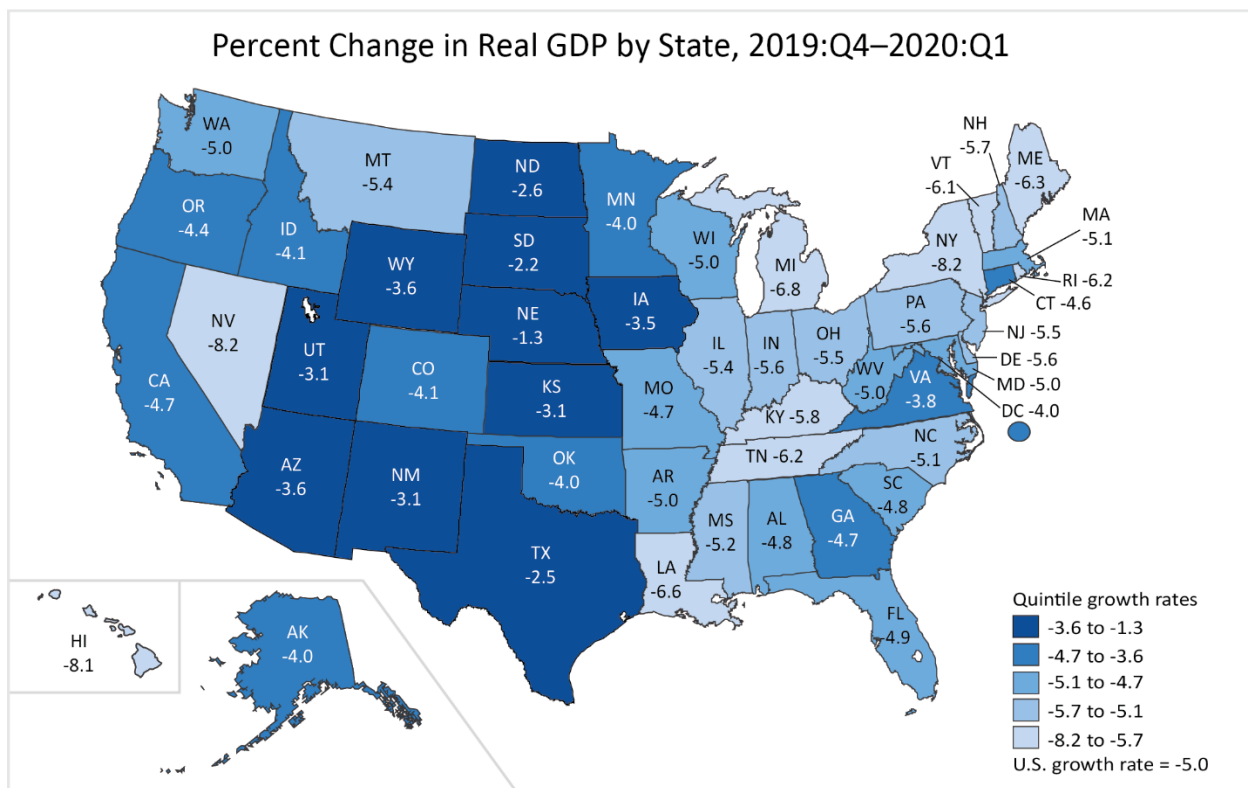 Percent Change in Real GDP by State, 2019:Q4–2020:Q1
WA
-5.0
MT
-5.4
ND
-2.6
MN
-4.0
NH
-5.7
VT
-6.1
ME
-6.3
OR
-4.4
ID
-4.1
WY
-3.6
SD
-2.2
WI
-5.0
MI
-6.8
NY
-8.2
MA
-5.1
RI -6.2
CT -4.6
NV
-8.2
UT
-3.1
CO
-4.1
NE
-1.3
IA
-3.5
IL
-5.4
IN
-5.6
OH
-5.5
PA
-5.6
NJ -5.5
DE -5.6
MD -5.0
DC -4.0
CA
-4.7
KS
-3.1
MO
-4.7
KY -5.8
WV
-5.0
VA
-3.8
AZ
-3.6
NM
-3.1
OK
-4.0
AR
-5.0
TN -6.2
NC
-5.1
SC
-4.8
TX
-2.5
LA
-6.6
MS
-5.2
AL
-4.8
GA
-4.7
FL
-4.9
HI
-8.1
AK
-4.0
Quintile growth rates
-3.6 to -1.3
-4.7 to -3.6
-5.1 to -4.7
-5.7 to -5.1
-8.2 to -5.7
U.S. growth rate = -5.0